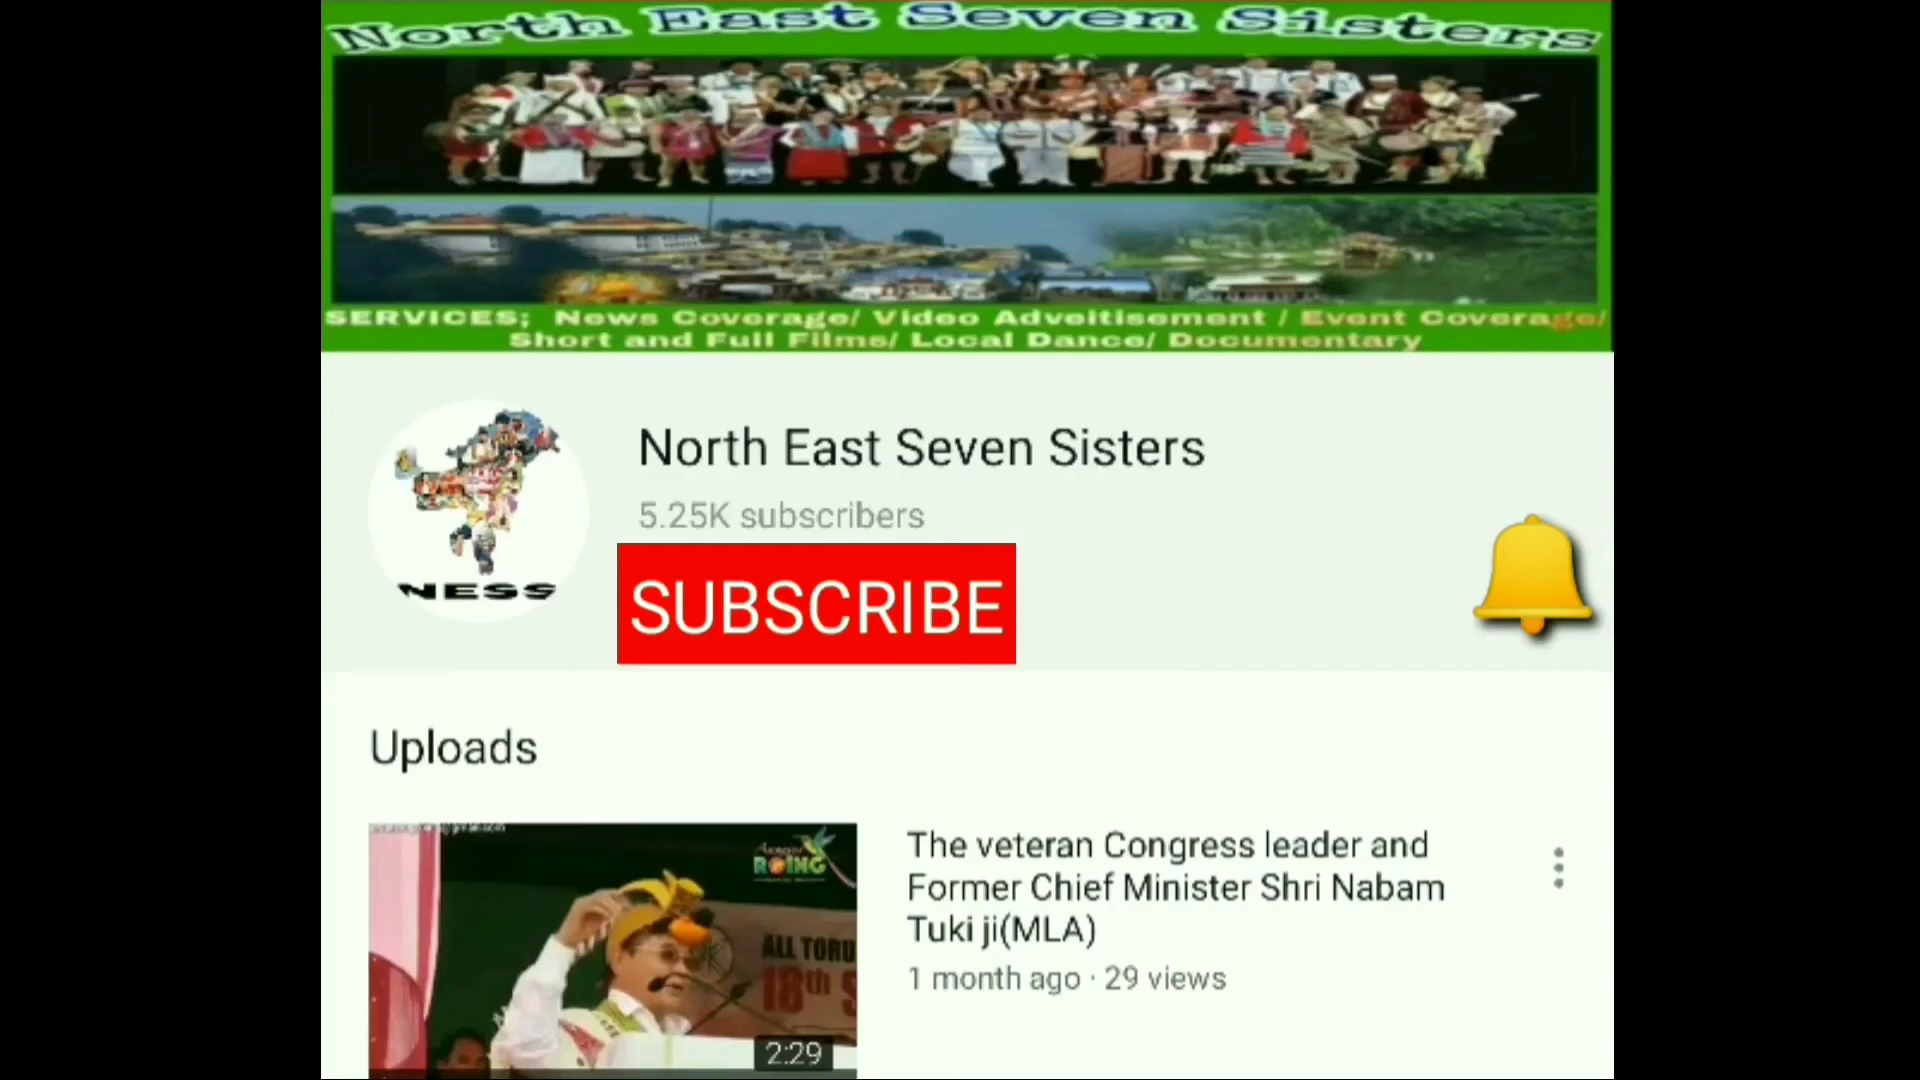 North East Seven Sisters
SERVICES; News Coverage/ Video Adveitisement / Event Coverage/
Short and Full Films/ Local Dance/ Documentary
NESS
North East Seven Sisters
5.25K subscribers
SUBSCRIBE
Uploads
ROING
ALL TORU
18th S
2:29
The veteran Congress leader and
Former Chief Minister Shri Nabam
Tuki ji(MLA)
1 month ago · 29 views